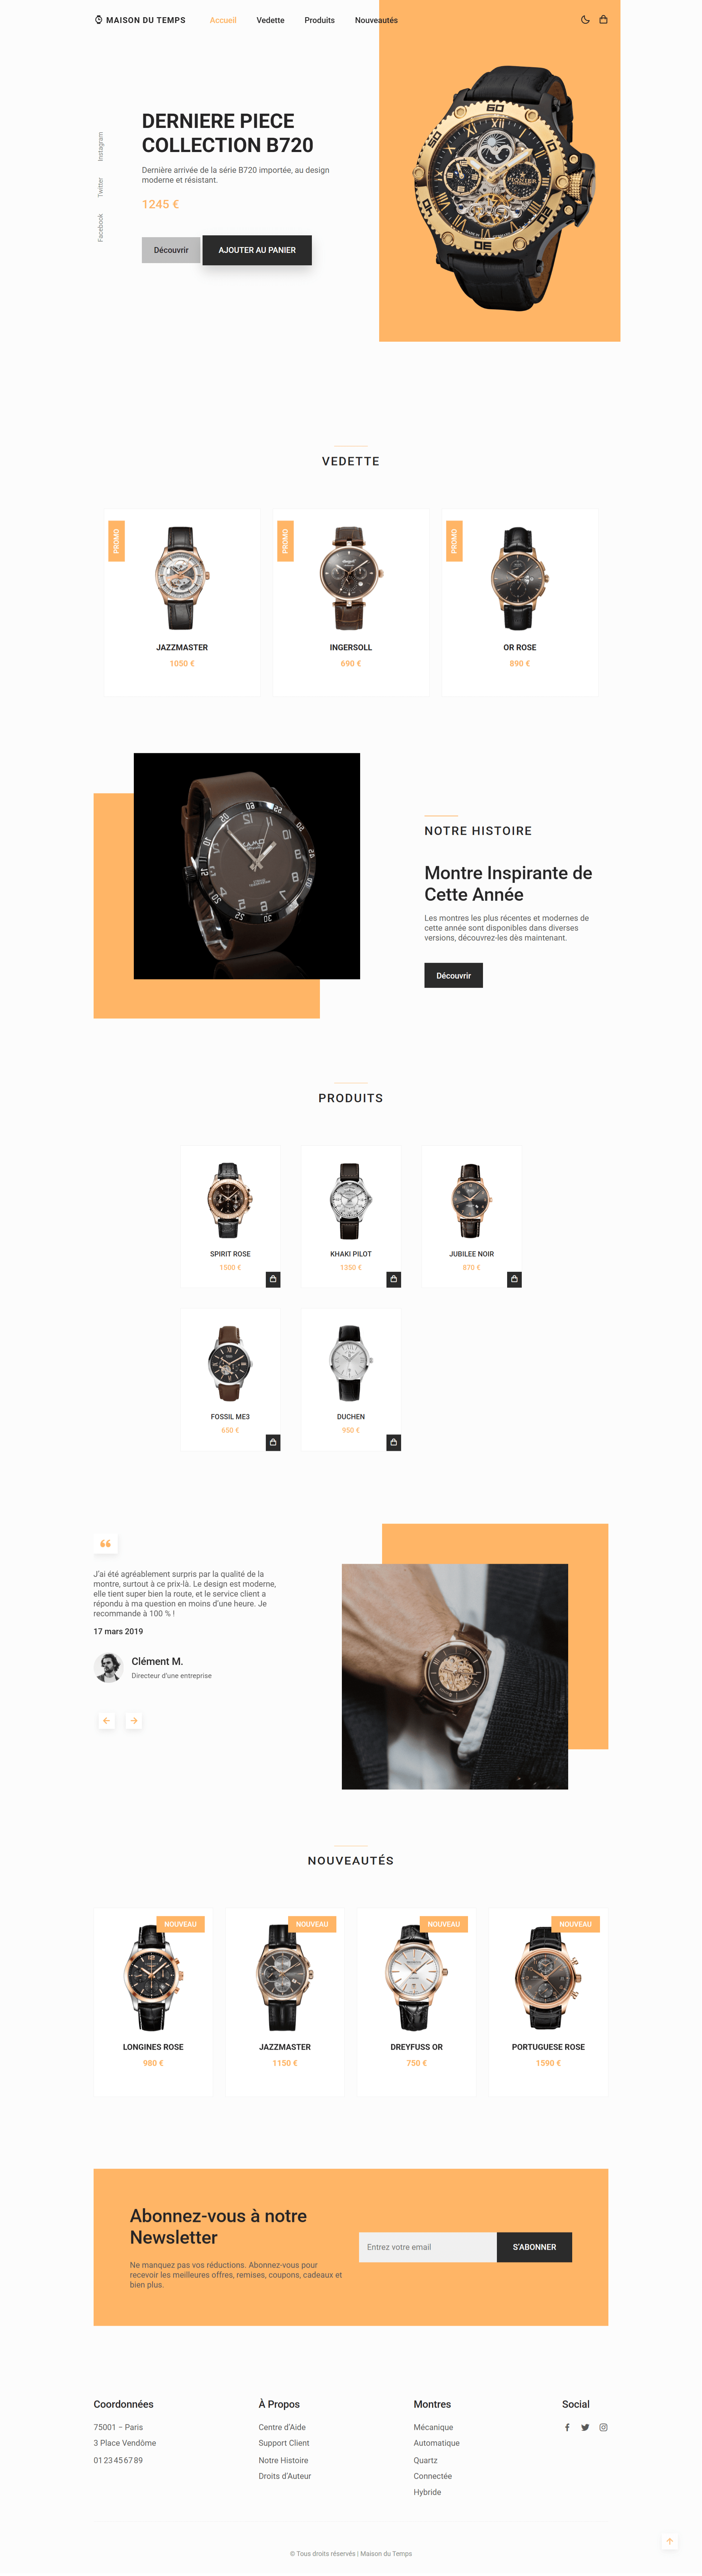 MAISON DU TEMPS Accueil Vedette Produits Nouveautés
Instagram
Twitter
Facebook
DERNIERE PIECE
COLLECTION B720
Dernière arrivée de la série B720 importée, au design
moderne et résistant.
1245 €
Découvrir AJOUTER AU PANIER
60
50
VEDETTE
PROMO
JAZZMASTER
1050 €
PROMO
INGERSOLL
690 €
PROMO
OR ROSE
890 €
NOTRE HISTOIRE
Montre Inspirante de
Cette Année
Les montres les plus récentes et modernes de
cette année sont disponibles dans diverses
versions, découvrez-les dès maintenant.
Découvrir
PRODUITS
SPIRIT ROSE
1500 €
KHAKI PILOT
1350 €
JUBILEE NOIR
870 €
FOSSIL ME3
650 €
DUCHEN
950 €
J'ai été agréablement surpris par la qualité de la
montre, surtout à ce prix-là. Le design est moderne,
elle tient super bien la route, et le service client a
répondu à ma question en moins d'une heure. Je
recommande à 100 % !
17 mars 2019
Clément M.
Directeur d'une entreprise
NOUVEAUTÉS
NOUVEAU
LONGINES ROSE
980 €
NOUVEAU
JAZZMASTER
1150 €
NOUVEAU
DREYFUSS OR
750 €
NOUVEAU
PORTUGUESE ROSE
1590 €
Abonnez-vous à notre
Newsletter
Ne manquez pas vos réductions. Abonnez-vous pour
recevoir les meilleures offres, remises, coupons, cadeaux et
bien plus.
Entrez votre email S'ABONNER
Coordonnées
75001 – Paris
3 Place Vendôme
01 23 45 67 89
À Propos
Centre d'Aide
Support Client
Notre Histoire
Droits d'Auteur
Montres
Mécanique
Automatique
Quartz
Connectée
Hybride
Social
© Tous droits réservés | Maison du Temps